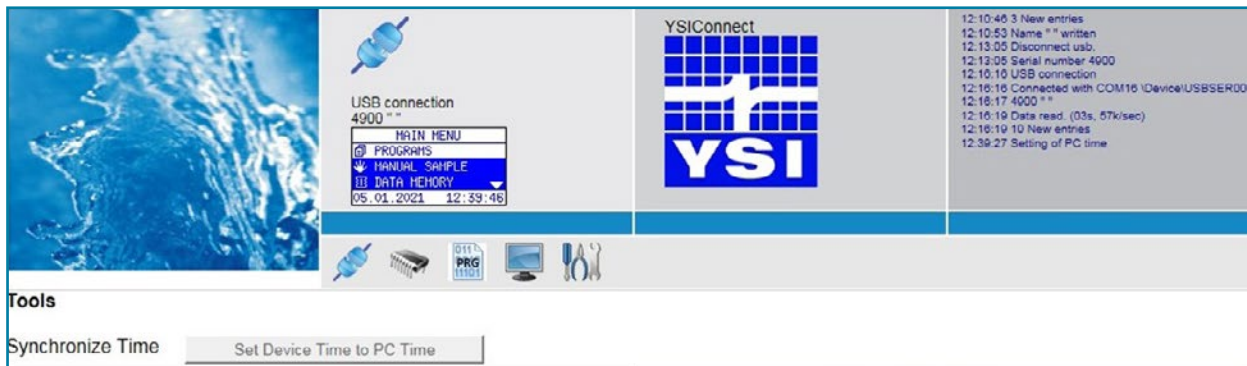 USB connection
4900 " "
MAIN MENU
PROGRAMS
MANUAL SAMPLE
DATA MEMORY
05.01.2021 12:39:46
YSIConnect
YSI
12:10:46 3 New entries
12:10:53 Name " " written
12:13:05 Disconnect usb.
12:13:05 Serial number 4900
12:16:16 USB connection
12:16:16 Connected with COM16 \Device\USBSER00
12:16:17 4900 " "
12:16:19 Data read. (03s, 57k/sec)
12:16:19 10 New entries
12:39:27 Setting of PC time
011
PRG
11101
Tools
Synchronize Time Set Device Time to PC Time